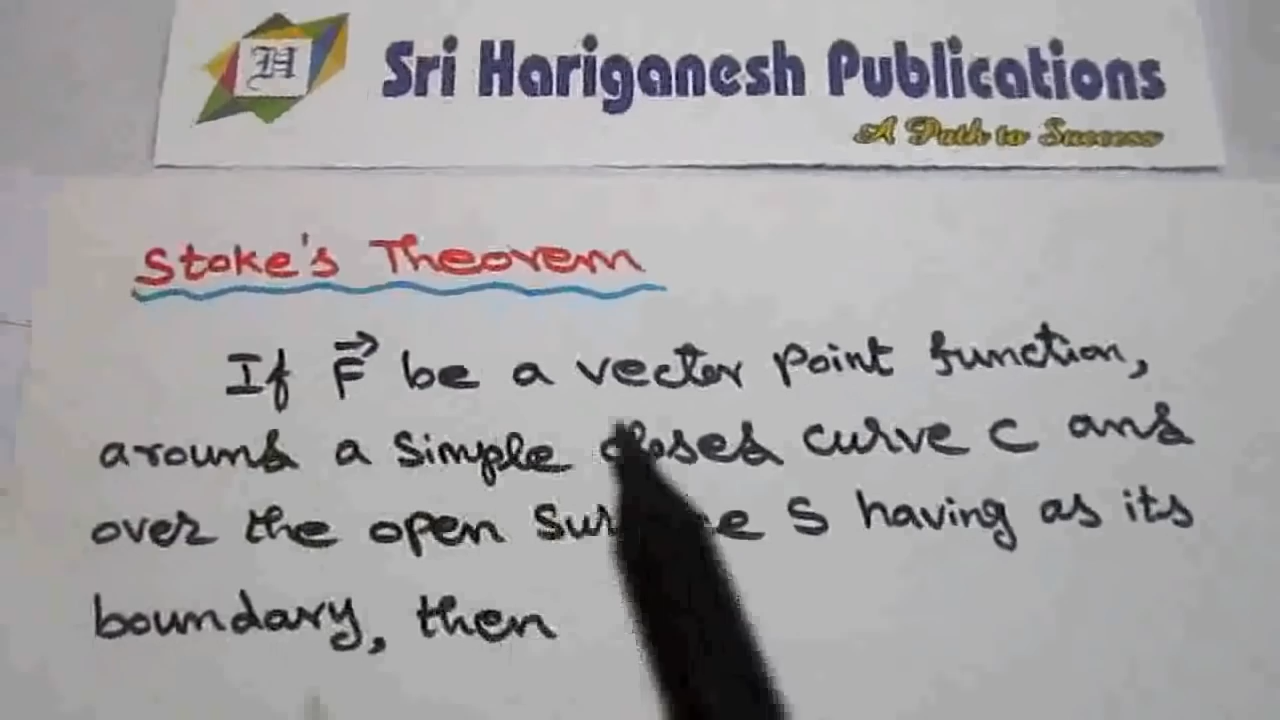 H
Sri Hariganesh Publications
A Path to Success
Stoke's Theorem
If F be a vector point function,
around a simple closed curve C and
over the open S having as its
boundary, then